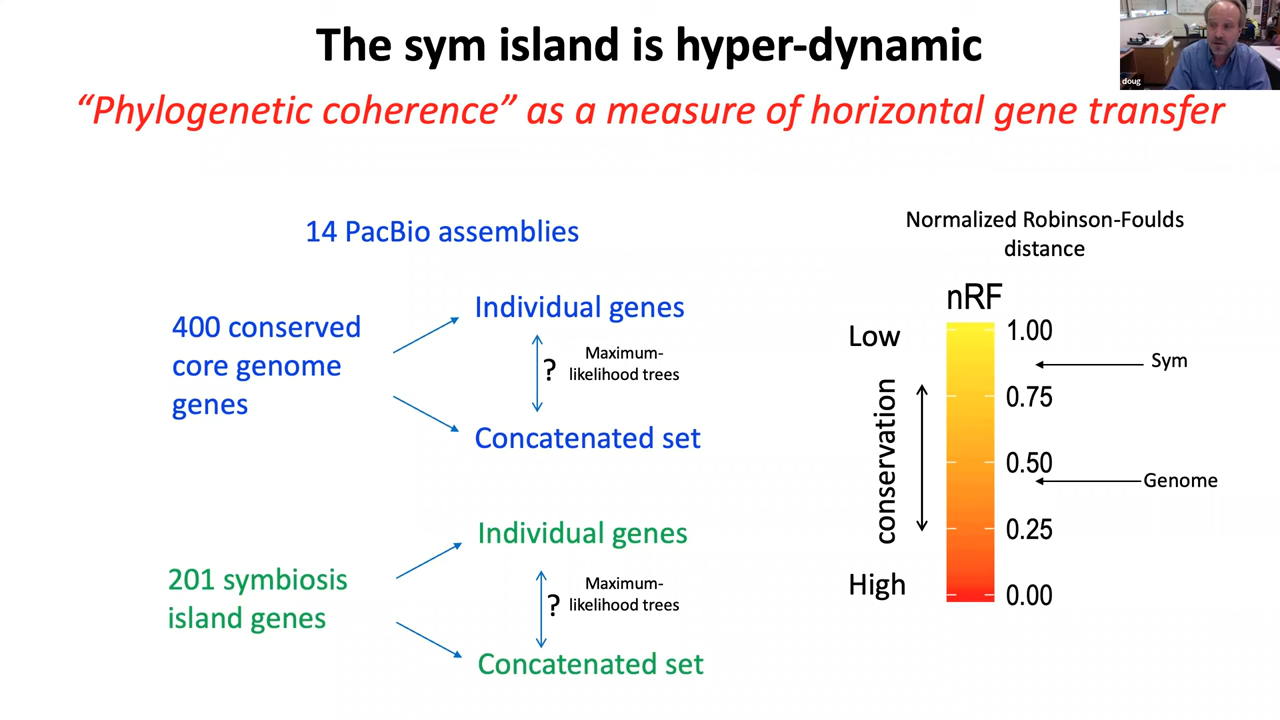 The sym island is hyper-dynamic
doug
“Phylogenetic coherence” as a measure of horizontal gene transfer
14 PacBio assemblies
400 conserved
core genome
genes
Individual genes
?
Maximum-
likelihood trees
Concatenated set
201 symbiosis
island genes
Individual genes
?
Maximum-
likelihood trees
Concatenated set
Normalized Robinson-Foulds
distance
nRF
Low
conservation
High
1.00
0.75
0.50
0.25
0.00
Sym
Genome